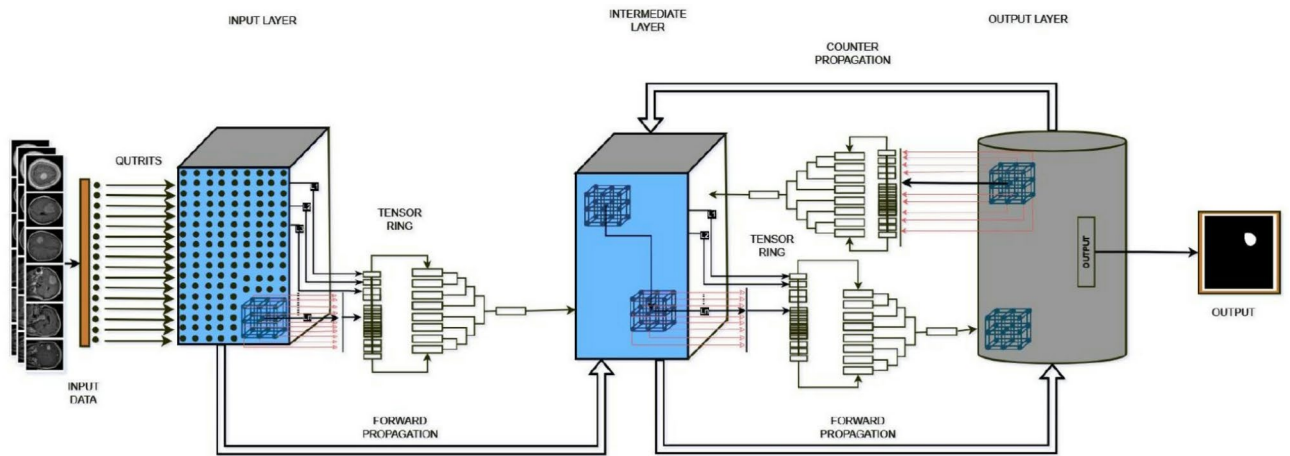 INPUT LAYER
INTERMEDIATE
LAYER
OUTPUT LAYER
COUNTER
PROPAGATION
QUTRITS
TENSOR
RING
TENSOR
RING
OUTPUT
OUTPUT
INPUT
DATA
FORWARD
PROPAGATION
FORWARD
PROPAGATION